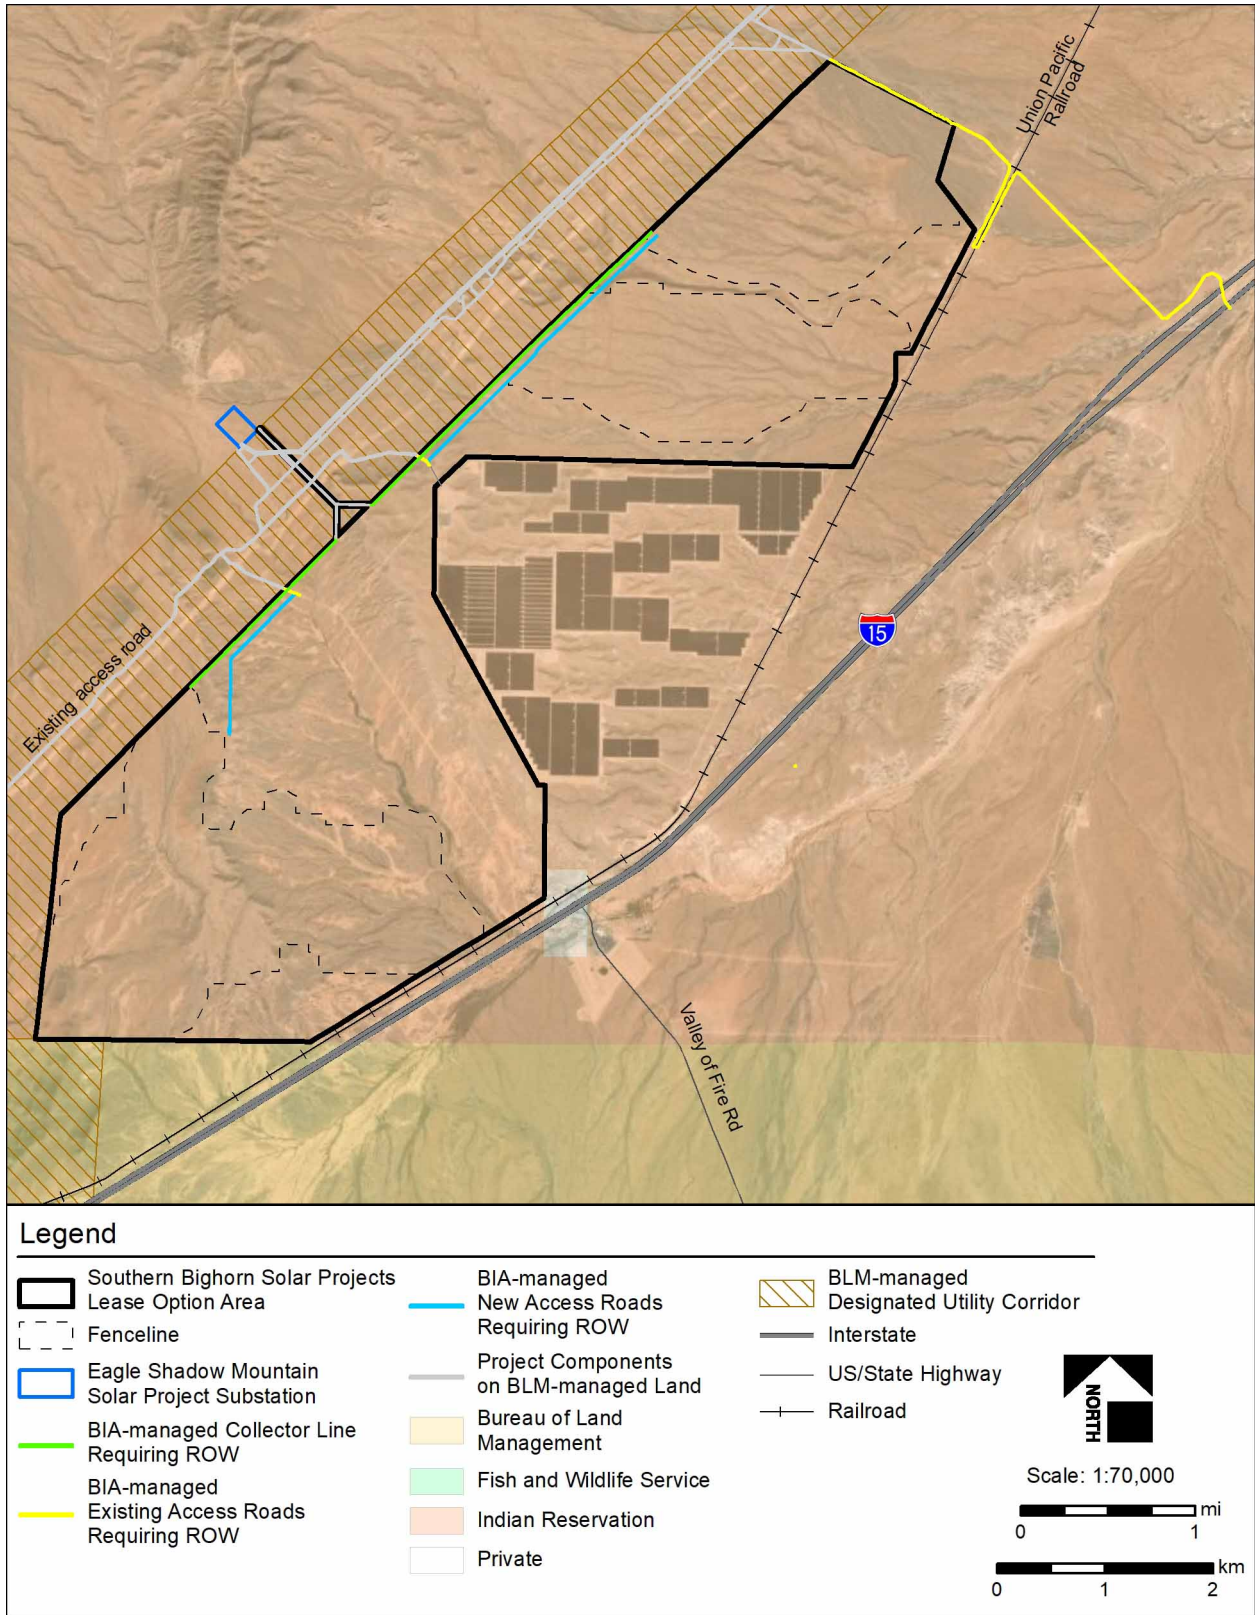 Union Pacific
Railroad
Existing access road
15
Valley of Fire Rd
Legend
Southern Bighorn Solar Projects
Lease Option Area
Fenceline
Eagle Shadow Mountain
Solar Project Substation
BIA-managed Collector Line
Requiring ROW
BIA-managed
Existing Access Roads
Requiring ROW
BIA-managed
New Access Roads
Requiring ROW
Project Components
on BLM-managed Land
Bureau of Land
Management
Fish and Wildlife Service
Indian Reservation
Private
BLM-managed
Designated Utility Corridor
Interstate
US/State Highway
Railroad
NORTH
Scale: 1:70,000
mi
0 1
km
0 1 2